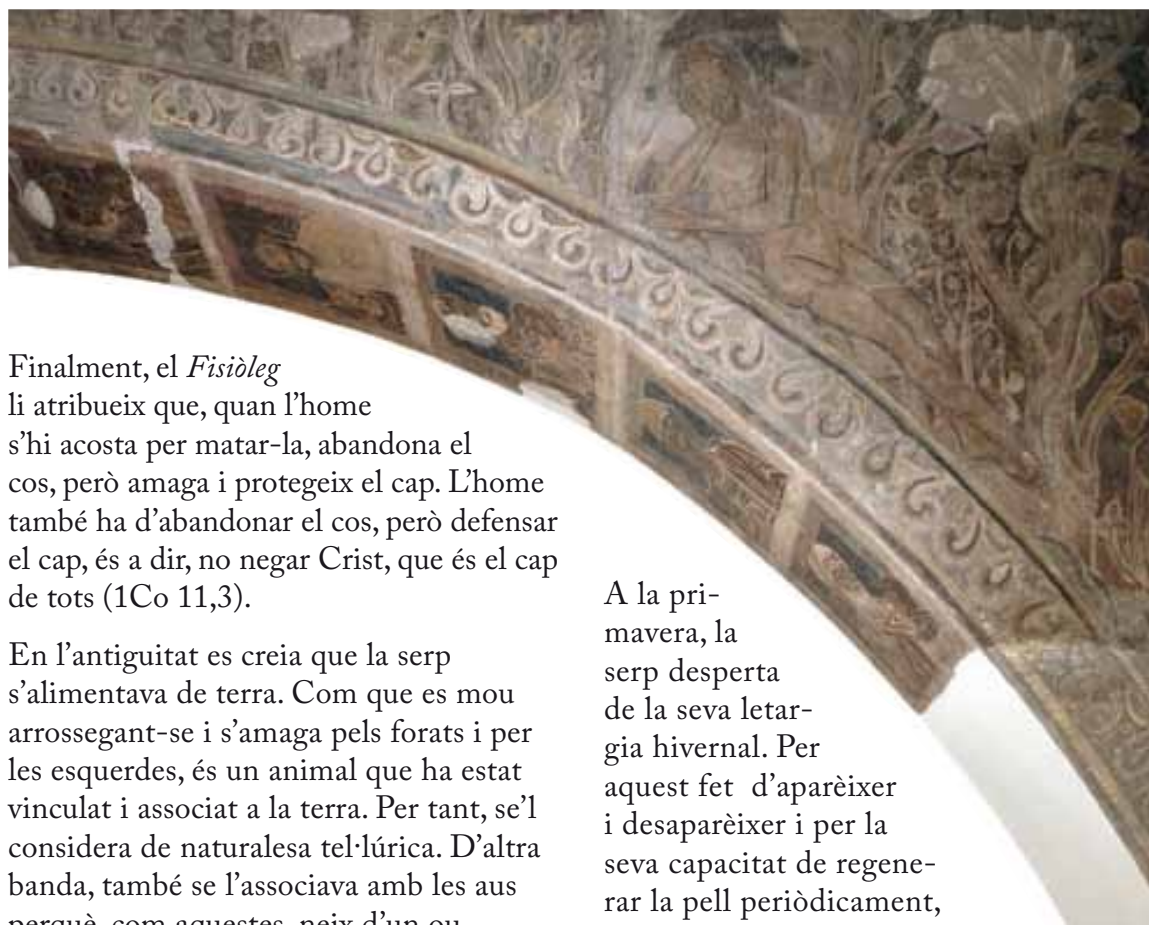 Finalment, el Fisiòleg
li atribueix que, quan l’home
s’hi acosta per matar-la, abandona el
cos, però amaga i protegeix el cap. L’home
també ha d’abandonar el cos, però defensar
el cap, és a dir, no negar Crist, que és el cap
de tots (1Co 11,3).
En l’antiguitat es creia que la serp
s’alimentava de terra. Com que es mou
arrossegant-se i s’amaga pels forats i per
les esquerdes, és un animal que ha estat
vinculat i associat a la terra. Per tant, se’l
considera de naturalesa tel·lúrica. D’altra
banda, també se l’associava amb les aus
perquè, com aquestes, neix d’un ou
A la pri-
mavera, la
serp desperta
de la seva letar-
gia hivernal. Per
aquest fet d’aparèixer
i desaparèixer i per la
seva capacitat de regene-
rar la pell periòdicament,